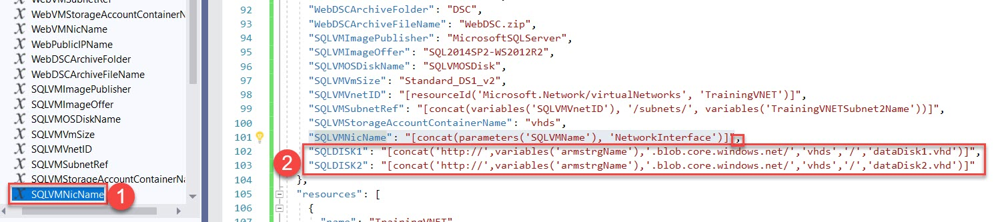 WebVMSubnetRef
WebVMStorageAccountContainerN
WebVMNicName
WebPublicIPName
WebDSCArchiveFolder
WebDSCArchiveFileName
SQLVMImagePublisher
SQLVMImageOffer
SQLVMOSDiskName
SQLVMVmSize
SQLVMVnetID
SQLVMSubnetRef
SQLVMStorageAccountContainerNa
SQLVMNicName
1
92 "WebDSCArchiveFolder": "DSC",
93 "WebDSCArchiveFileName": "WebDSC.zip",
94 "SQLVMImagePublisher": "MicrosoftSQLServer",
95 "SQLVMImageOffer": "SQL2014SP2-WS2012R2",
96 "SQLVMOSDiskName": "SQLVMOSDisk",
97 "SQLVMVmSize": "Standard_DS1_v2",
98 "SQLVMVnetID": "[resourceId('Microsoft.Network/virtualNetworks', 'TrainingVNET')]",
99 "SQLVMSubnetRef": "[concat(variables('SQLVMVnetID'), '/subnets/', variables('TrainingVNETSubnet2Name'))]",
100 "SQLVMStorageAccountContainerName": "vhds",
101 "SQLVMNicName": "[concat(parameters('SQLVMName'), 'NetworkInterface')]",
2
102 "SQLDISK1": "[concat('http://',variables('armstrgName'),'.blob.core.windows.net/','vhds','/','dataDisk1.vhd')]",
103 "SQLDISK2": "[concat('http://',variables('armstrgName'),'.blob.core.windows.net/','vhds','/','dataDisk2.vhd')]"
104 },
105 "resources": [
106 {
107 "name": "TrainingVNET"